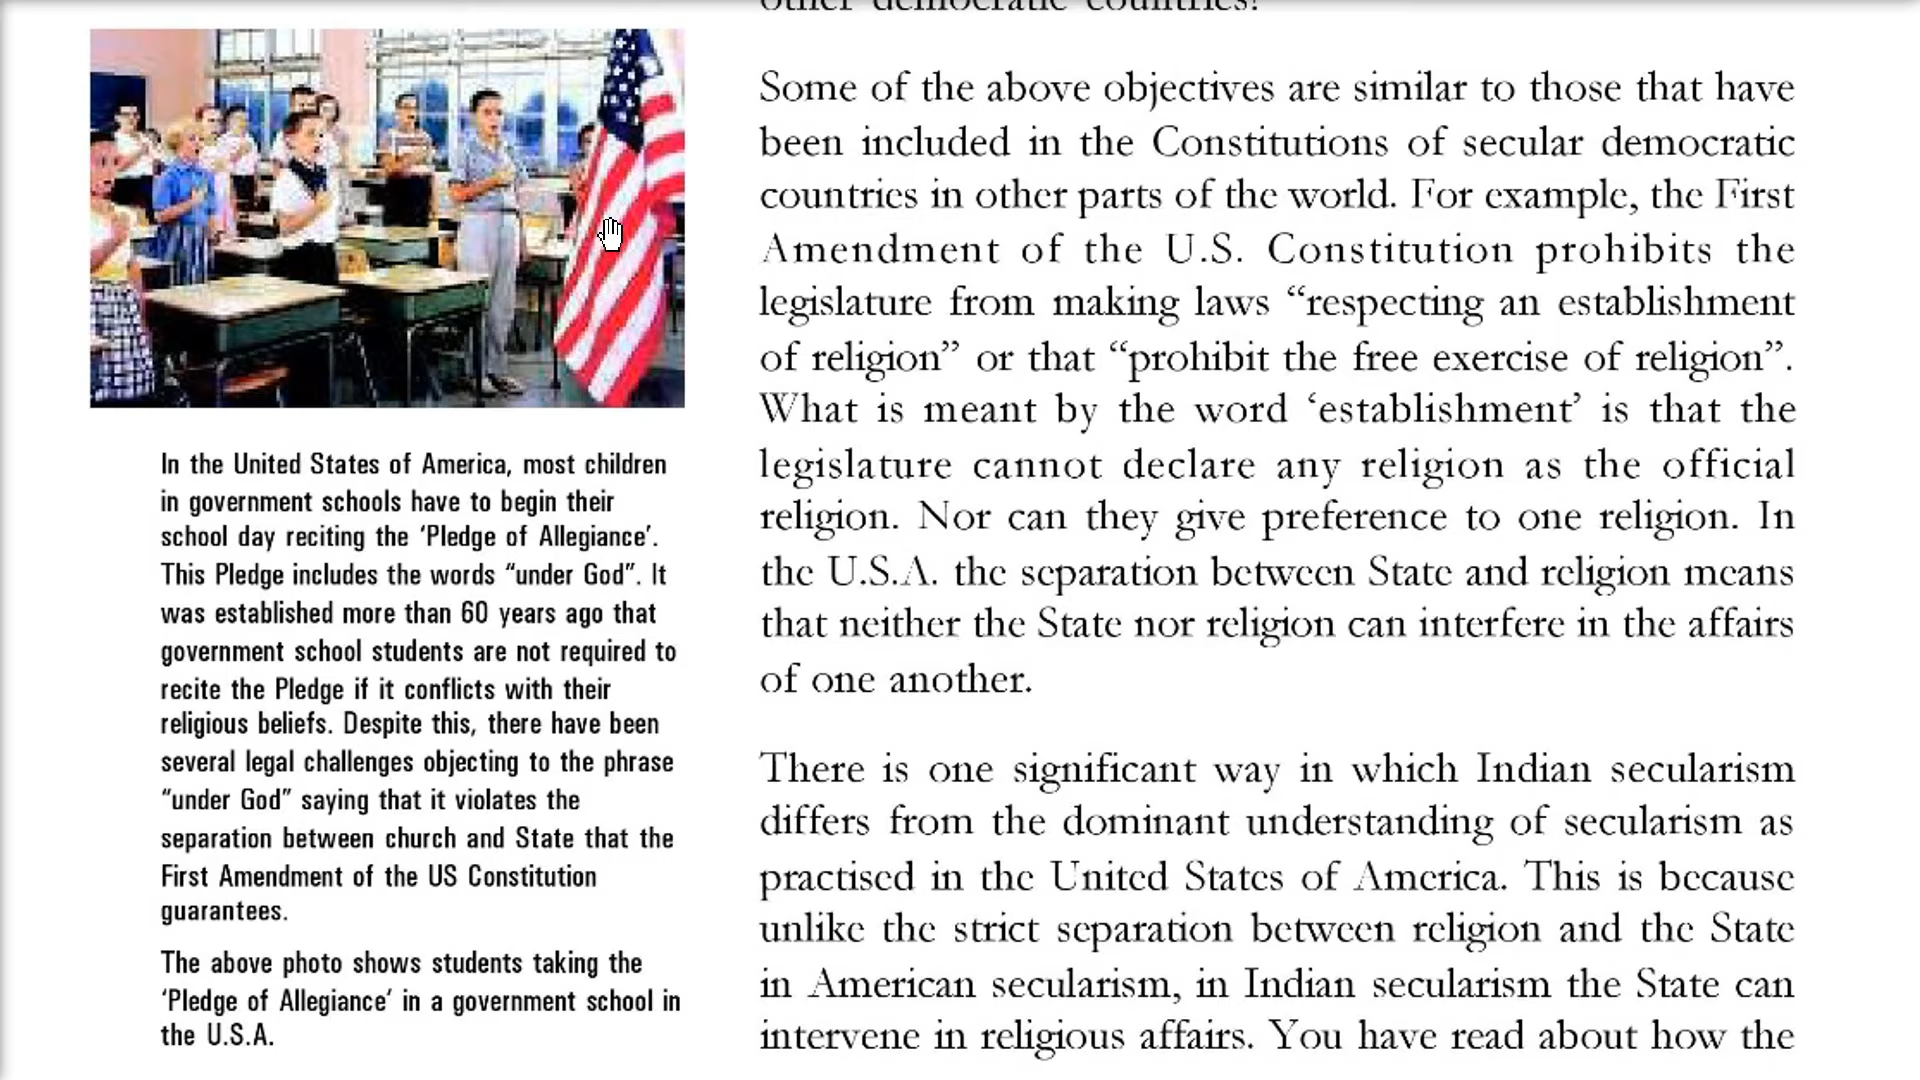 other democratic countries?
Some of the above objectives are similar to those that have
been included in the Constitutions of secular democratic
countries in other parts of the world. For example, the First
Amendment of the U.S. Constitution prohibits the
legislature from making laws “respecting an establishment
of religion” or that “prohibit the free exercise of religion”.
What is meant by the word ‘establishment’ is that the
legislature cannot declare any religion as the official
religion. Nor can they give preference to one religion. In
the U.S.A. the separation between State and religion means
that neither the State nor religion can interfere in the affairs
of one another.
There is one significant way in which Indian secularism
differs from the dominant understanding of secularism as
practised in the United States of America. This is because
unlike the strict separation between religion and the State
in American secularism, in Indian secularism the State can
intervene in religious affairs. You have read about how the
In the United States of America, most children
in government schools have to begin their
school day reciting the ‘Pledge of Allegiance’.
This Pledge includes the words “under God”. It
was established more than 60 years ago that
government school students are not required to
recite the Pledge if it conflicts with their
religious beliefs. Despite this, there have been
several legal challenges objecting to the phrase
“under God” saying that it violates the
separation between church and State that the
First Amendment of the US Constitution
guarantees.
The above photo shows students taking the
‘Pledge of Allegiance’ in a government school in
the U.S.A.